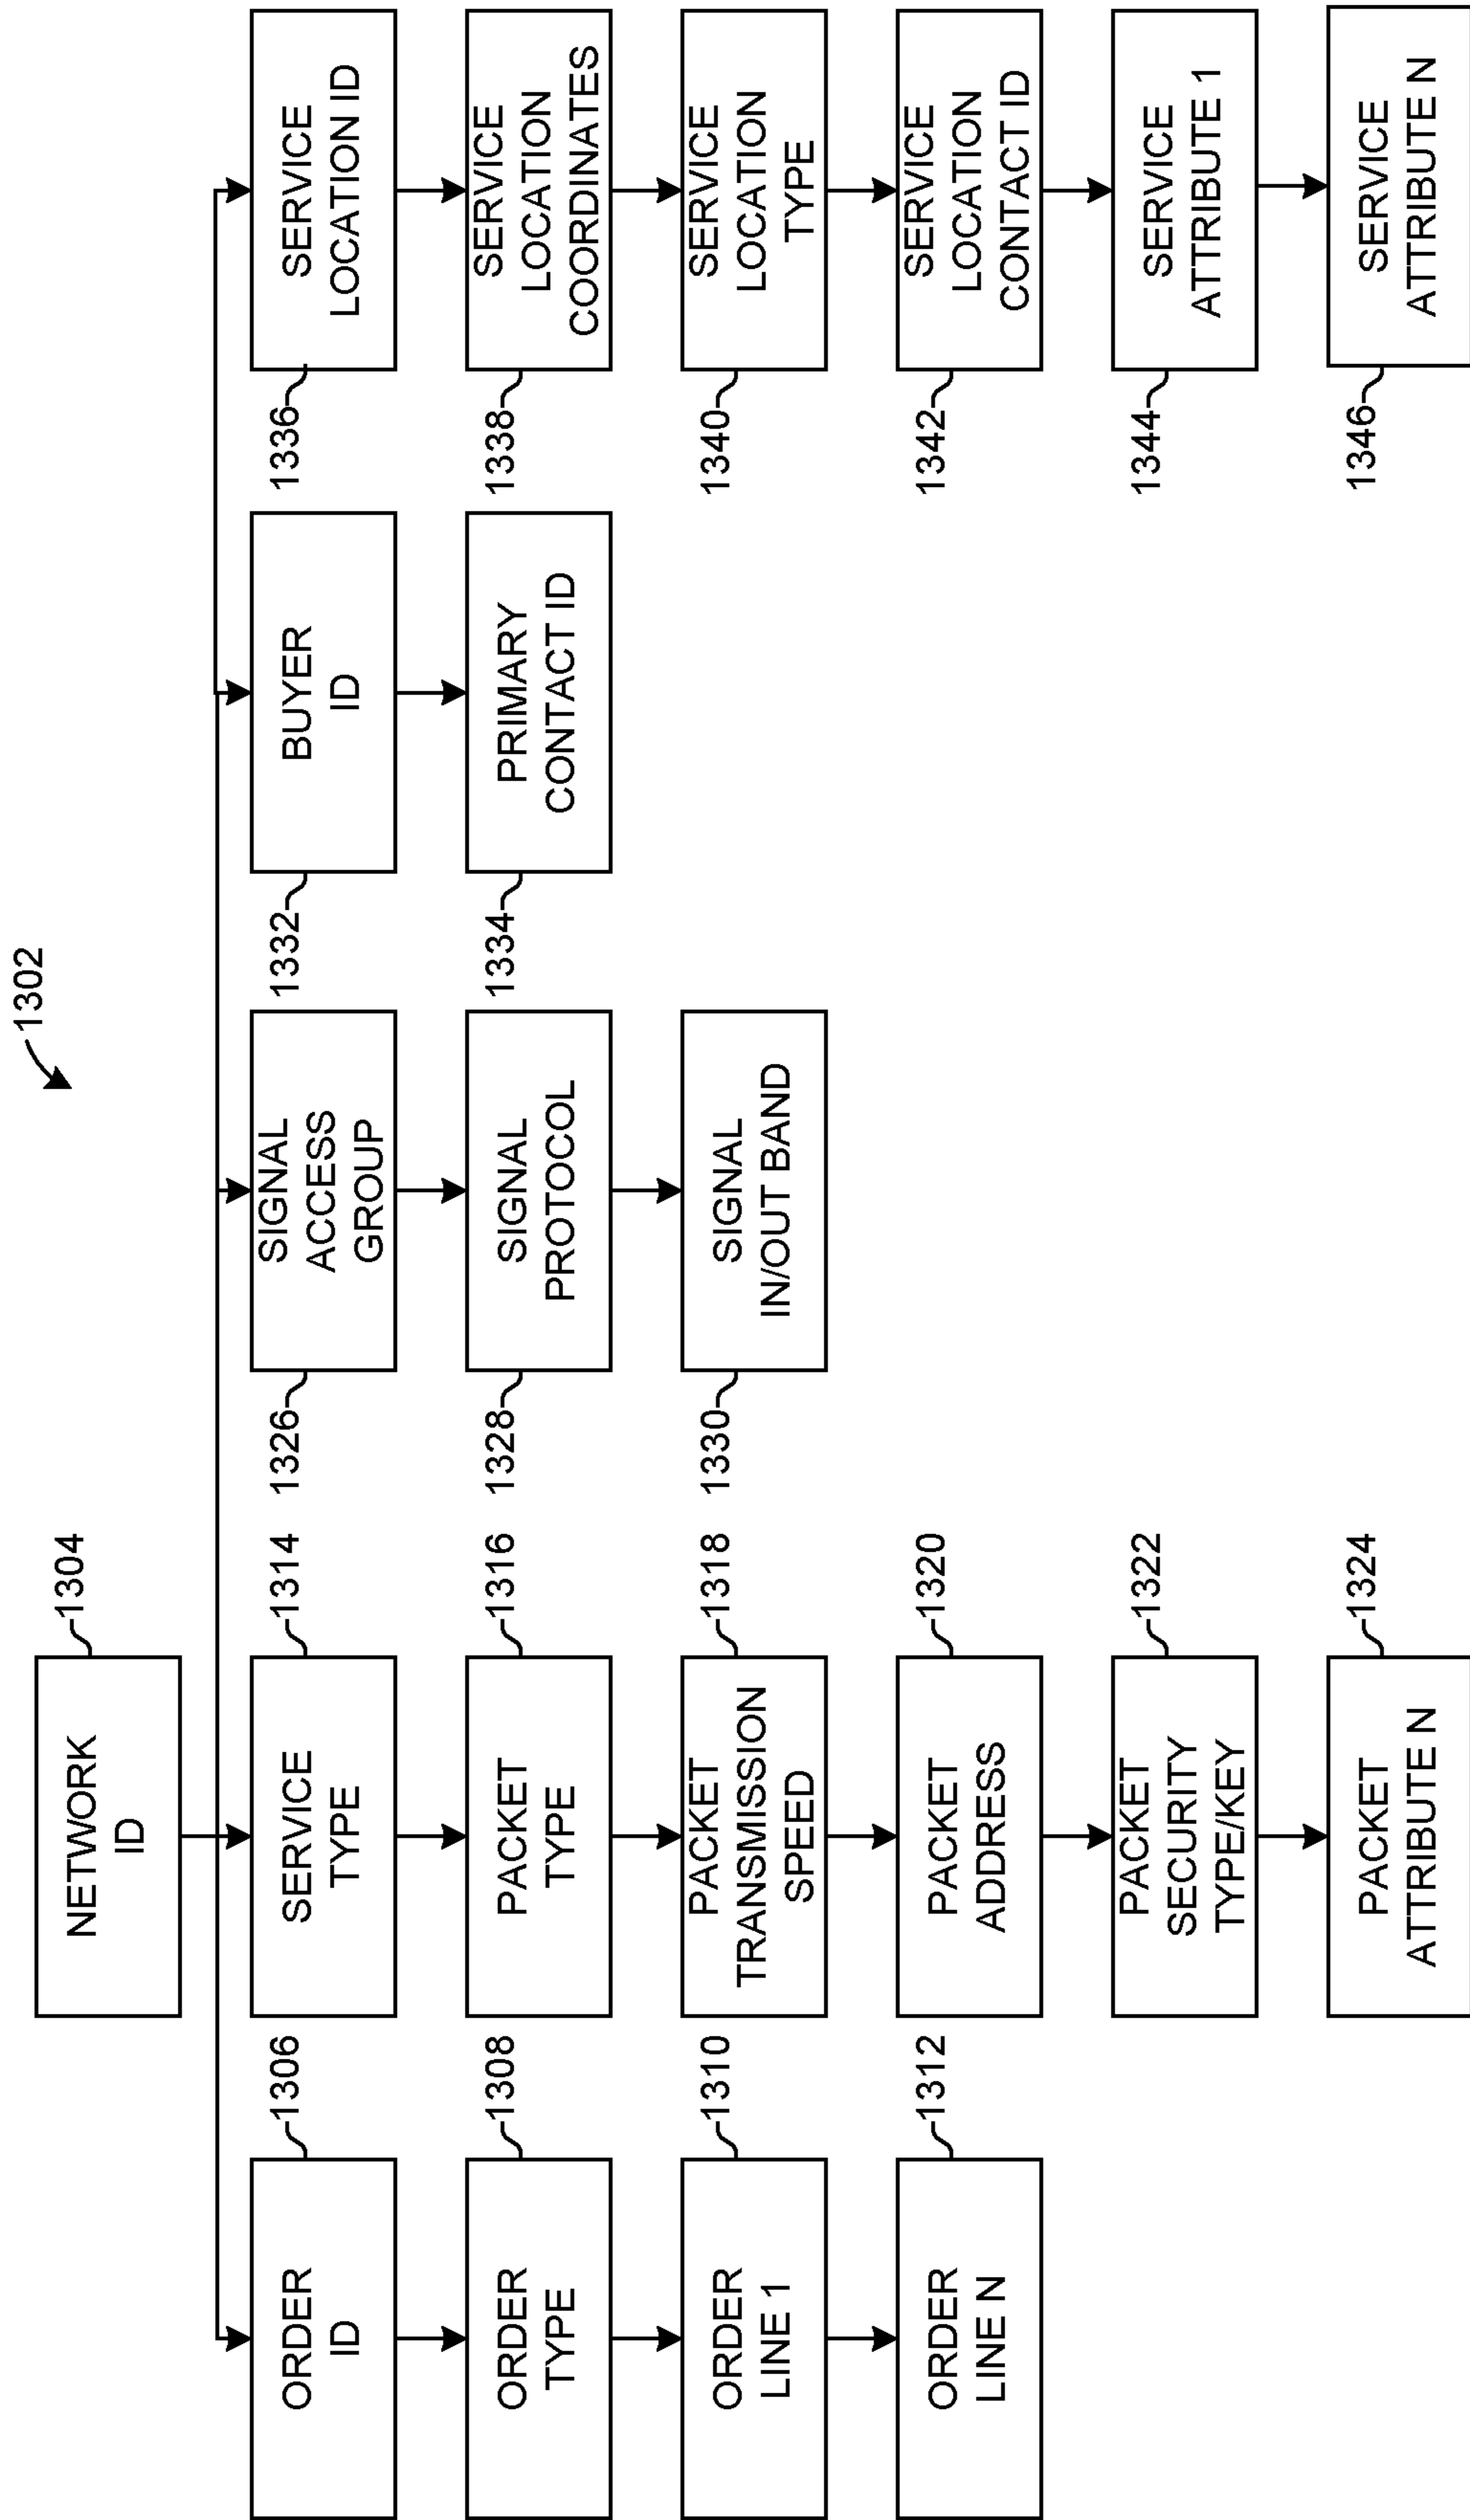 1302
NETWORK
ID
1304
ORDER
ID
1306
ORDER
TYPE
1308
ORDER
LINE 1
1310
ORDER
LINE N
1312
SERVICE
TYPE
1314
PACKET
TYPE
1316
PACKET
TRANSMISSION
SPEED
1318
PACKET
ADDRESS
1320
PACKET
SECURITY
TYPE/KEY
1322
PACKET
ATTRIBUTE N
1324
1326
SIGNAL
ACCESS
GROUP
1328
SIGNAL
PROTOCOL
1330
SIGNAL
IN/OUT BAND
1332
BUYER
ID
1334
PRIMARY
CONTACT ID
1336
SERVICE
LOCATION ID
1338
SERVICE
LOCATION
COORDINATES
1340
SERVICE
LOCATION
TYPE
1342
SERVICE
LOCATION
CONTACT ID
1344
SERVICE
ATTRIBUTE 1
1346
SERVICE
ATTRIBUTE N